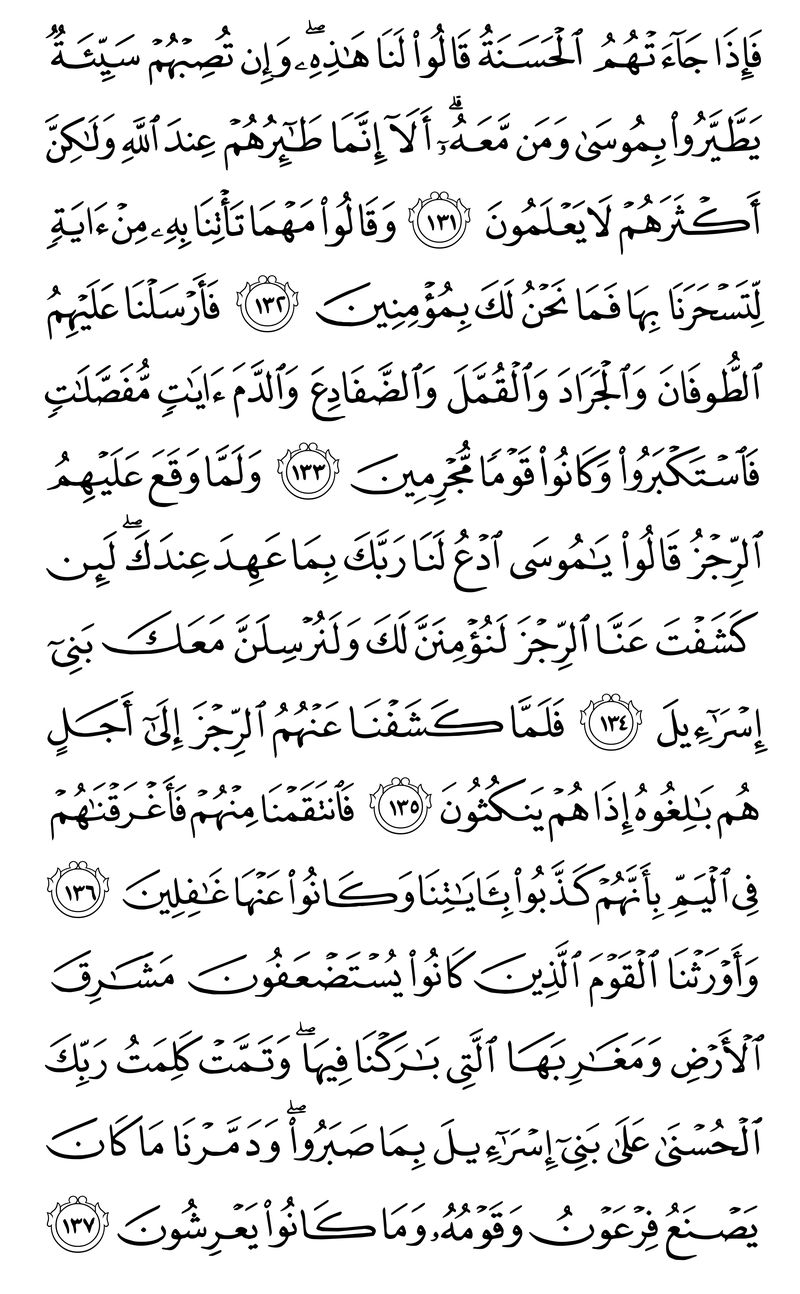 فَإِذَا جَآءَتْهُمُ ٱلْحَسَنَةُ قَالُوا۟ لَنَا هَـٰذِهِۦ ۖ وَإِن تُصِبْهُمْ سَيِّئَةٌ
يَطَّيَّرُوا۟ بِمُوسَىٰ وَمَن مَّعَهُۥٓ ۗ أَلَآ إِنَّمَا طَـٰٓئِرُهُمْ عِندَ ٱللَّهِ وَلَـٰكِنَّ
أَكْثَرَهُمْ لَا يَعْلَمُونَ ١٣١ وَقَالُوا۟ مَهْمَا تَأْتِنَا بِهِۦ مِنْ ءَايَةٍ
لِّتَسْحَرَنَا بِهَا فَمَا نَحْنُ لَكَ بِمُؤْمِنِينَ ١٣٢ فَأَرْسَلْنَا عَلَيْهِمُ
ٱلطُّوفَانَ وَٱلْجَرَادَ وَٱلْقُمَّلَ وَٱلضَّفَادِعَ وَٱلدَّمَ ءَايَـٰتٍ مُّفَصَّلَـٰتٍ
فَٱسْتَكْبَرُوا۟ وَكَانُوا۟ قَوْمًا مُّجْرِمِينَ ١٣٣ وَلَمَّا وَقَعَ عَلَيْهِمُ
ٱلرِّجْزُ قَالُوا۟ يَـٰمُوسَى ٱدْعُ لَنَا رَبَّكَ بِمَا عَهِدَ عِندَكَ ۖ لَئِن
كَشَفْتَ عَنَّا ٱلرِّجْزَ لَنُؤْمِنَنَّ لَكَ وَلَنُرْسِلَنَّ مَعَكَ بَنِىٓ
إِسْرَٰٓءِيلَ ١٣٤ فَلَمَّا كَشَفْنَا عَنْهُمُ ٱلرِّجْزَ إِلَىٰٓ أَجَلٍ
هُم بَـٰلِغُوهُ إِذَا هُمْ يَنكُثُونَ ١٣٥ فَٱنتَقَمْنَا مِنْهُمْ فَأَغْرَقْنَـٰهُمْ
فِى ٱلْيَمِّ بِأَنَّهُمْ كَذَّبُوا۟ بِـَٔايَـٰتِنَا وَكَانُوا۟ عَنْهَا غَـٰفِلِينَ ١٣٦
وَأَوْرَثْنَا ٱلْقَوْمَ ٱلَّذِينَ كَانُوا۟ يُسْتَضْعَفُونَ مَشَـٰرِقَ
ٱلْأَرْضِ وَمَغَـٰرِبَهَا ٱلَّتِى بَـٰرَكْنَا فِيهَا ۖ وَتَمَّتْ كَلِمَتُ رَبِّكَ
ٱلْحُسْنَىٰ عَلَىٰ بَنِىٓ إِسْرَٰٓءِيلَ بِمَا صَبَرُوا۟ ۖ وَدَمَّرْنَا مَا كَانَ
يَصْنَعُ فِرْعَوْنُ وَقَوْمُهُۥ وَمَا كَانُوا۟ يَعْرِشُونَ ١٣٧